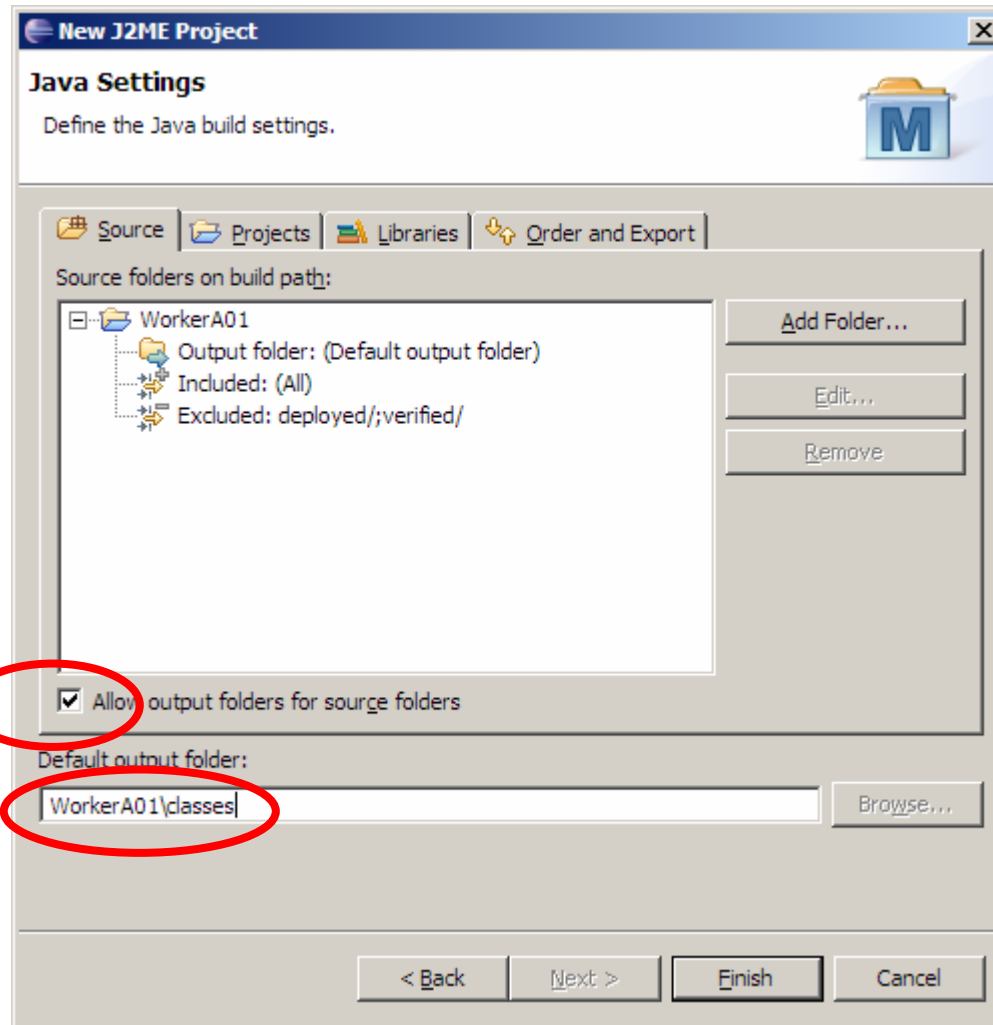 New J2ME Project
Java Settings
Define the Java build settings.
M
Source Projects Libraries Order and Export
Source folders on build path:
WorkerA01
Add Folder...
Output folder: (Default output folder)
Included: (All)
Edit...
Excluded: deployed/;verified/
Remove
Allow output folders for source folders
Default output folder:
WorkerA01\classes
Browse...
< Back Next > Finish Cancel